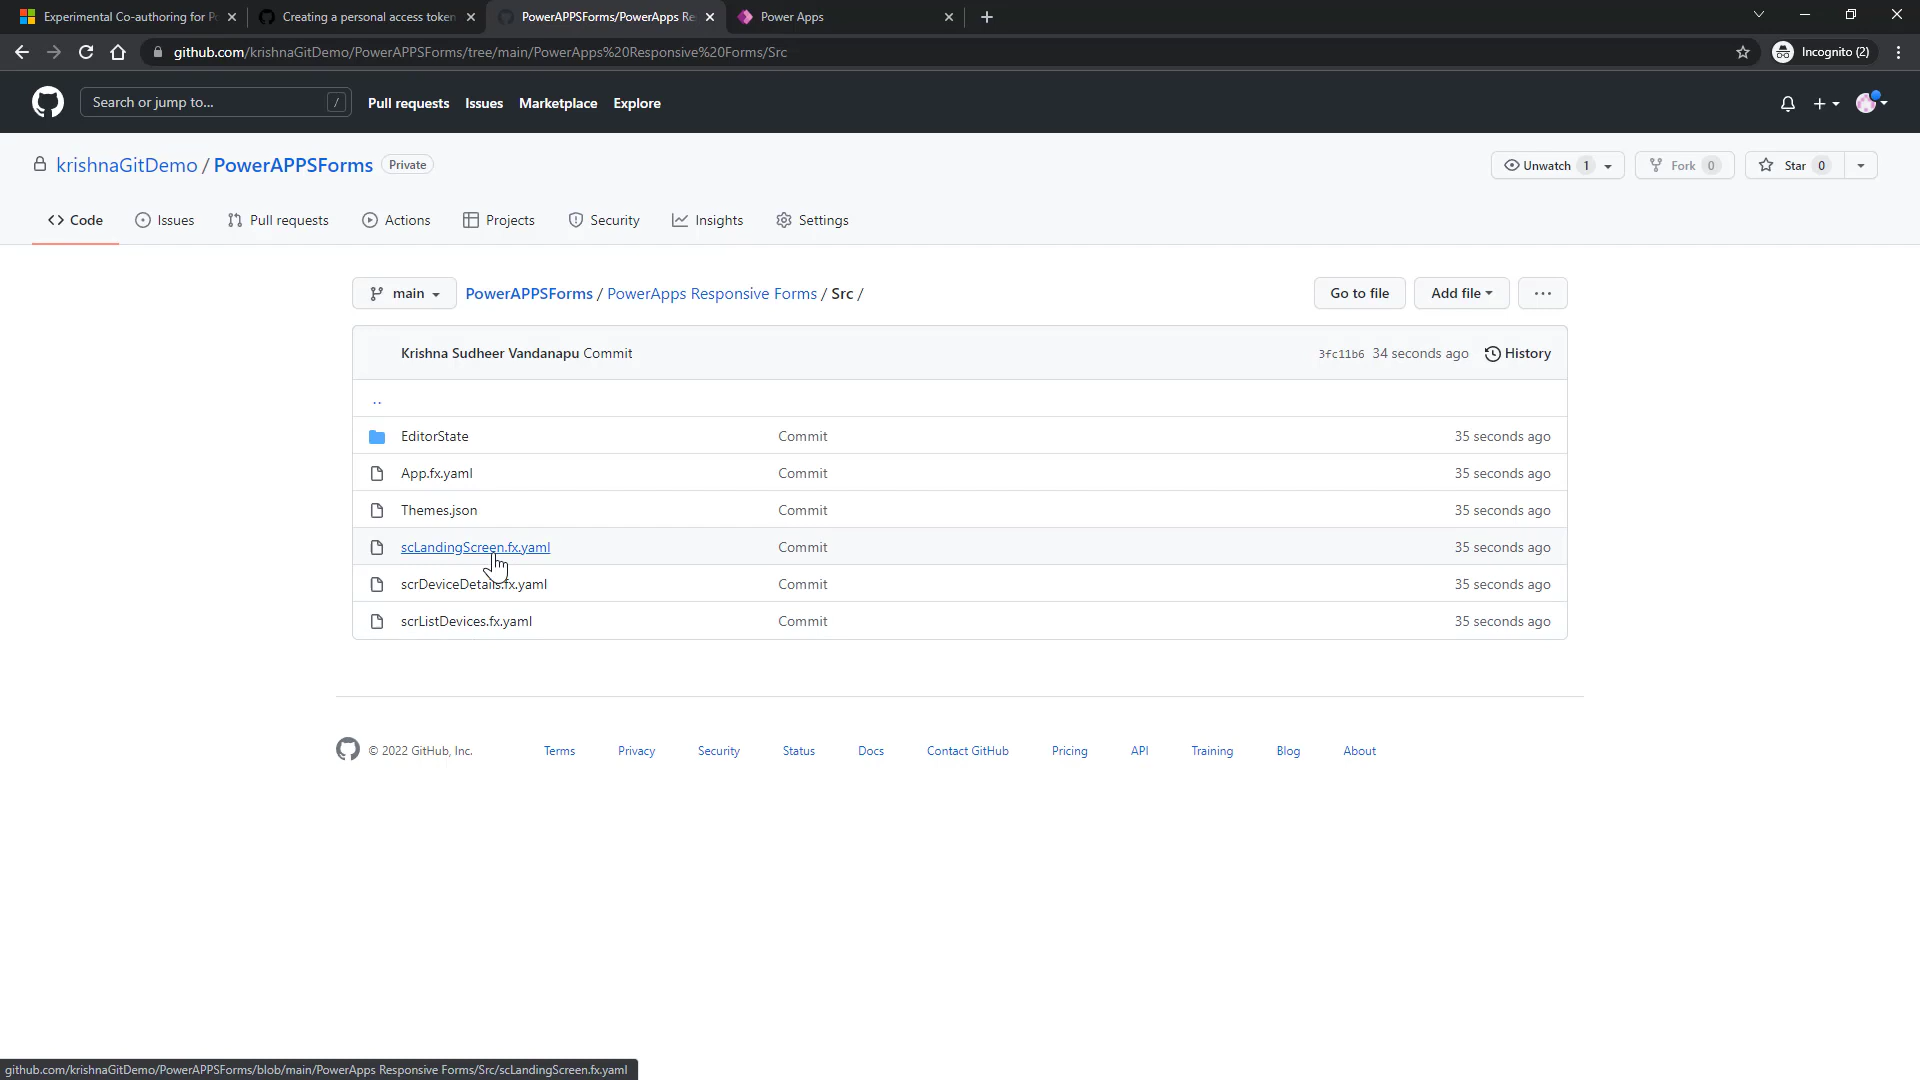 Experimental Co-authoring for P
Creating a personal access token
PowerAPPSForms/PowerApps Re
Power Apps
github.com/krishnaGitDemo/PowerAPPSForms/tree/main/PowerApps%20Responsive%20Forms/Src
Incognito (2)
Search or jump to...
/
Pull requests
Issues
Marketplace
Explore
krishnaGitDemo / PowerAPPSForms
Private
Unwatch 1
Fork 0
Star 0
Code
Issues
Pull requests
Actions
Projects
Security
Insights
Settings
main
PowerAPPSForms / PowerApps Responsive Forms / Src /
Go to file
Add file
Krishna Sudheer Vandanapu Commit
3fc11b6 34 seconds ago
History
..
EditorState Commit 35 seconds ago
App.fx.yaml Commit 35 seconds ago
Themes.json Commit 35 seconds ago
scLandingScreen.fx.yaml Commit 35 seconds ago
scrDeviceDetails.fx.yaml Commit 35 seconds ago
scrListDevices.fx.yaml Commit 35 seconds ago
© 2022 GitHub, Inc.
Terms
Privacy
Security
Status
Docs
Contact GitHub
Pricing
API
Training
Blog
About
github.com/krishnaGitDemo/PowerAPPSForms/blob/main/PowerApps Responsive Forms/Src/scLandingScreen.fx.yaml